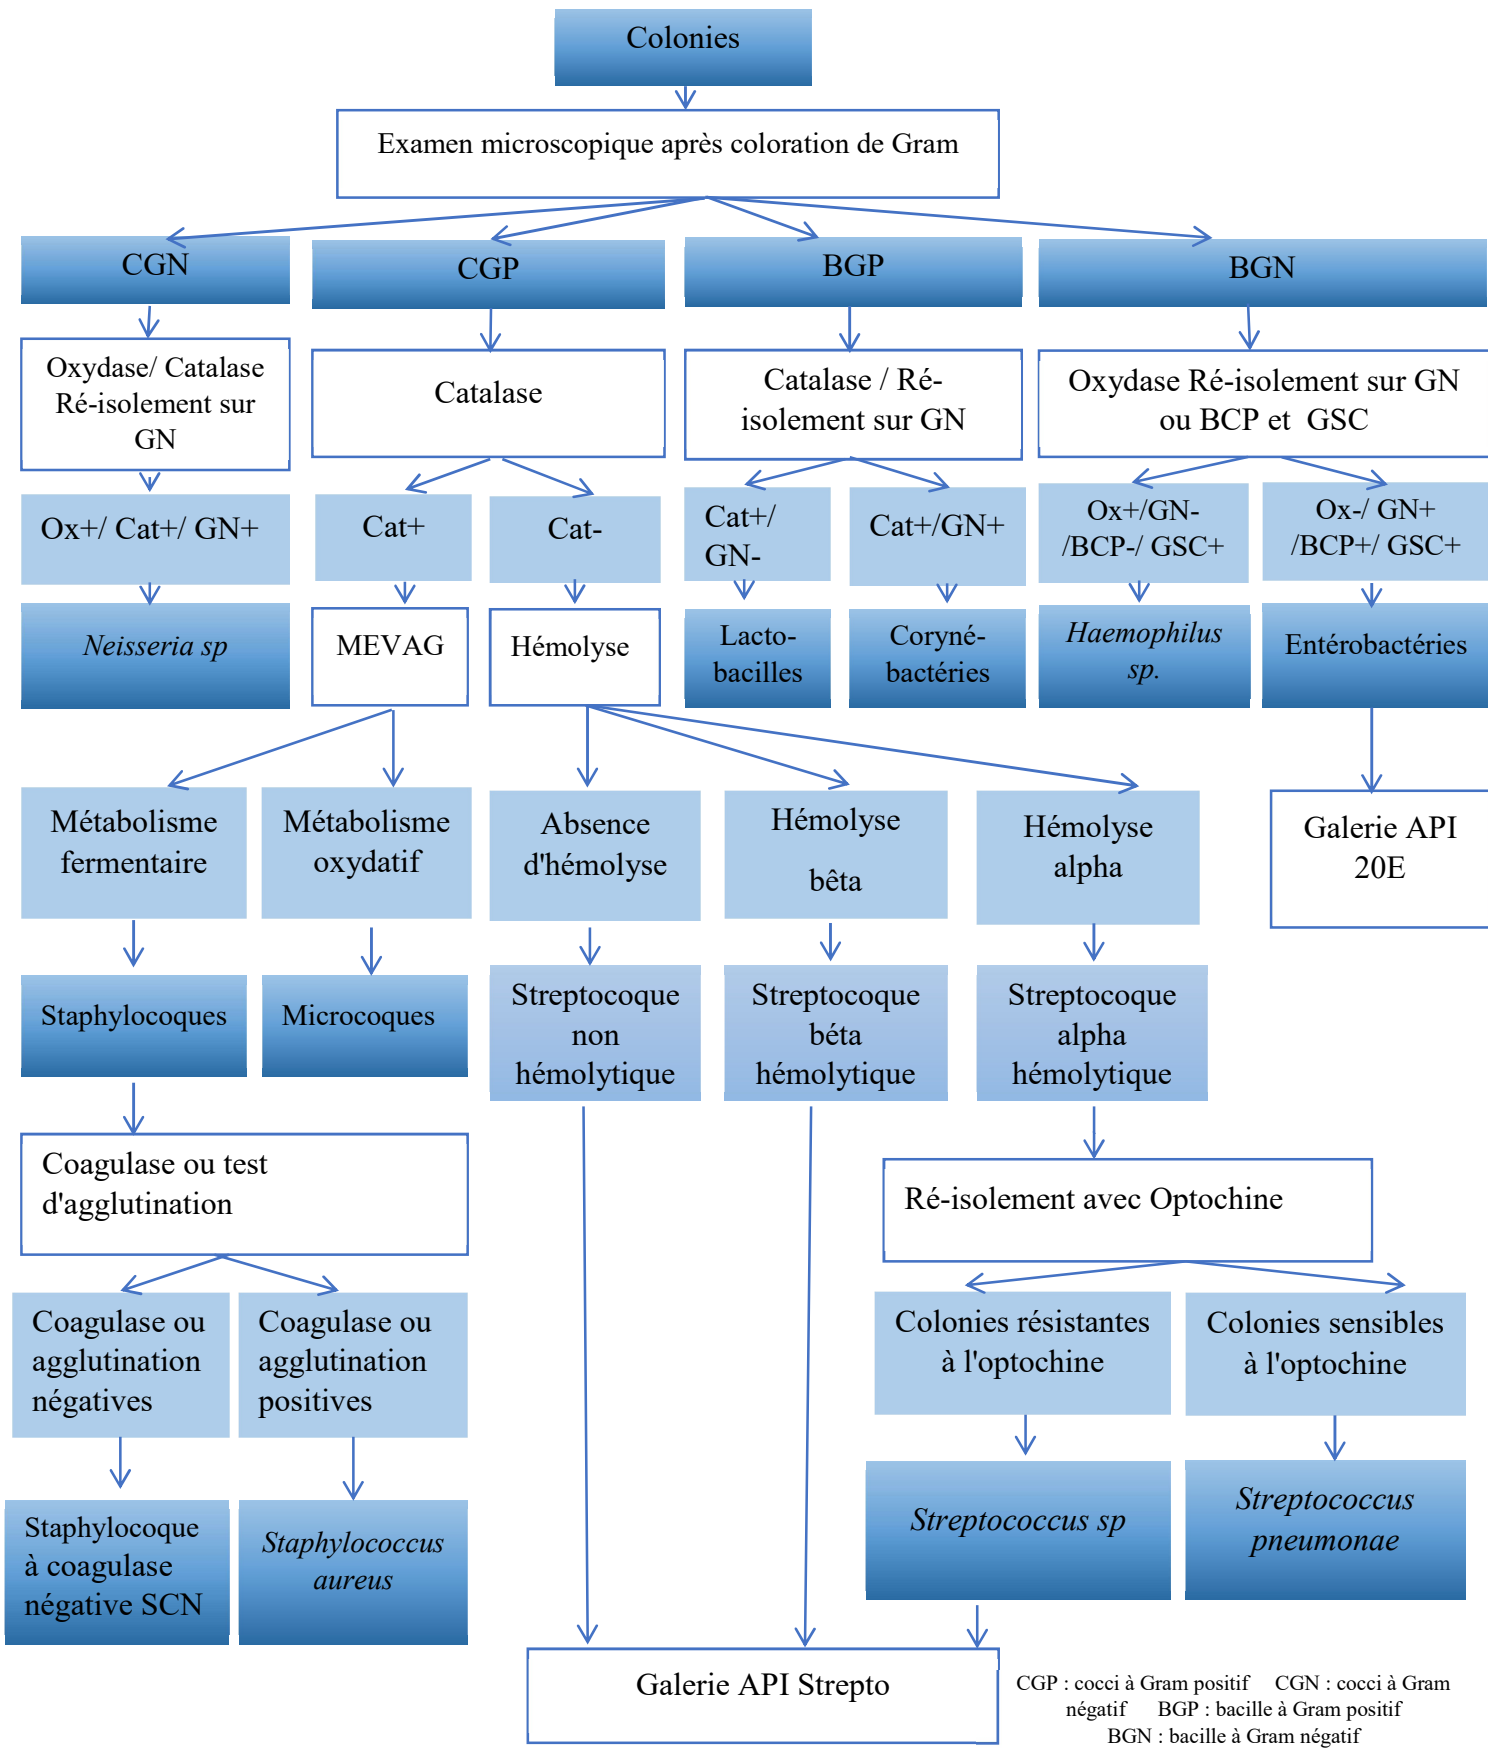 Colonies
Examen microscopique après coloration de Gram
CGN
CGP
BGP
BGN
Oxydase/ Catalase
Ré-isolement sur
GN
Catalase
Catalase / Ré-
isolement sur GN
Oxydase Ré-isolement sur GN
ou BCP et GSC
Ox+/ Cat+/ GN+
Cat+
Cat-
Cat+/
GN-
Cat+/GN+
Ox+/GN-
/BCP-/ GSC+
Ox-/ GN+
/BCP+/ GSC+
Neisseria sp
MEVAG
Hémolyse
Lacto-
bacilles
Coryné-
bactéries
Haemophilus
sp.
Entérobactéries
Métabolisme
fermentaire
Métabolisme
oxydatif
Absence
d'hémolyse
Hémolyse
bêta
Hémolyse
alpha
Galerie API
20E
Staphylocoques
Microcoques
Streptocoque
non
hémolytique
Streptocoque
béta
hémolytique
Streptocoque
alpha
hémolytique
Coagulase ou test
d'agglutination
Ré-isolement avec Optochine
Coagulase ou
agglutination
négatives
Coagulase ou
agglutination
positives
Colonies résistantes
à l'optochine
Colonies sensibles
à l'optochine
Staphylocoque
à coagulase
négative SCN
Staphylococcus
aureus
Streptococcus sp
Streptococcus
pneumonae
Galerie API Strepto
CGP : cocci à Gram positif CGN : cocci à Gram
négatif BGP : bacille à Gram positif
BGN : bacille à Gram négatif